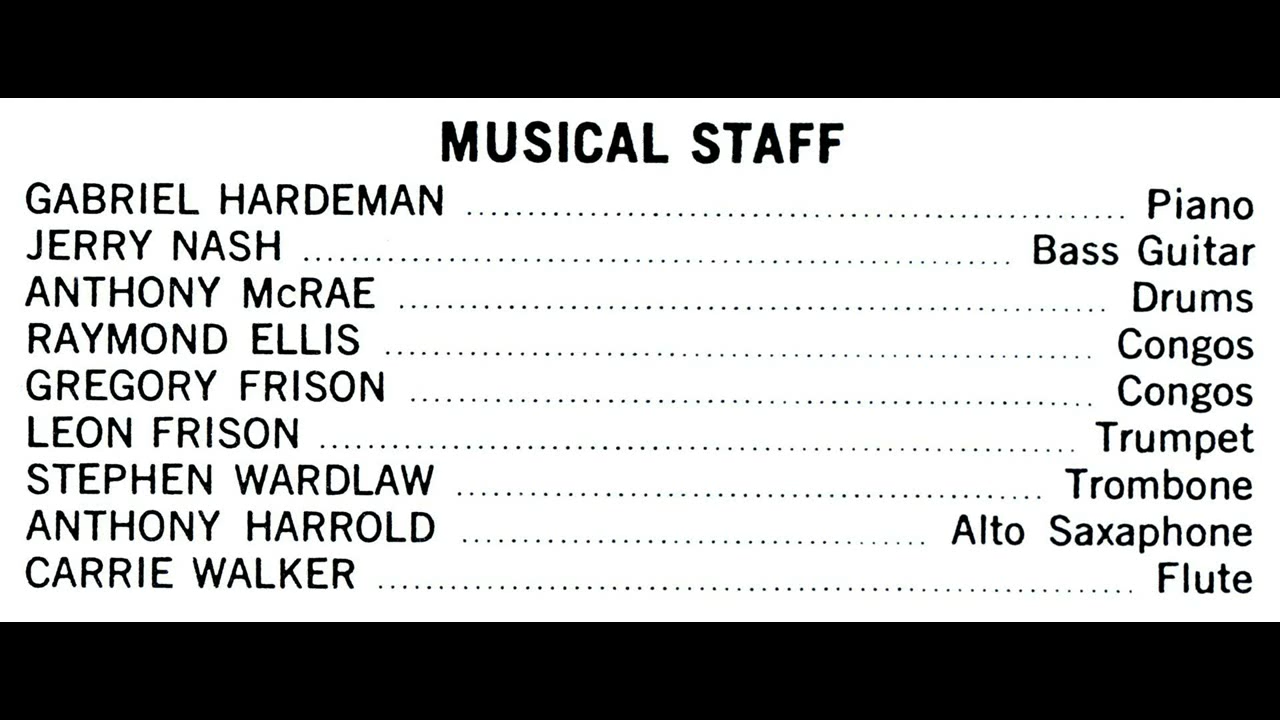 MUSICAL STAFF
GABRIEL HARDEMAN ........ Piano
JERRY NASH ........ Bass Guitar
ANTHONY McRAE ........ Drums
RAYMOND ELLIS ........ Congos
GREGORY FRISON ........ Congos
LEON FRISON ........ Trumpet
STEPHEN WARDLAW ........ Trombone
ANTHONY HARROLD ........ Alto Saxaphone
CARRIE WALKER ........ Flute